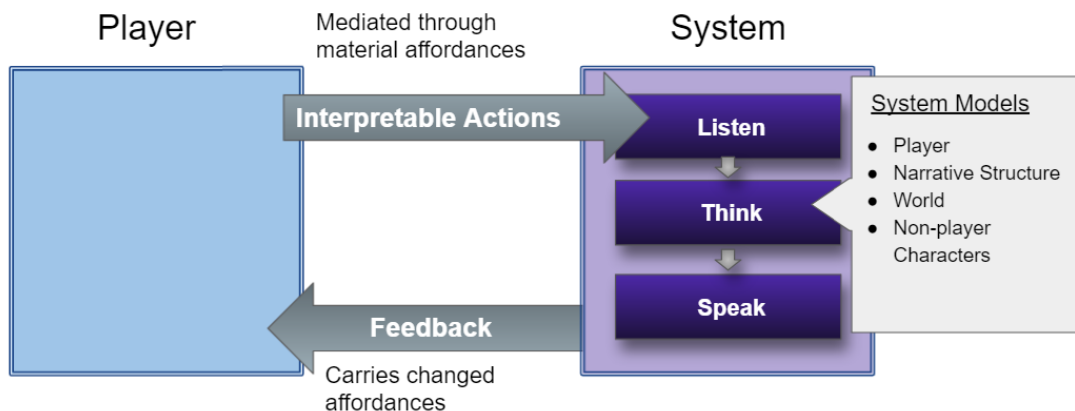 Player
Mediated through
material affordances
System
Interpretable Actions
Listen
Think
Speak
System Models
● Player
● Narrative Structure
● World
● Non-player
Characters
Feedback
Carries changed
affordances